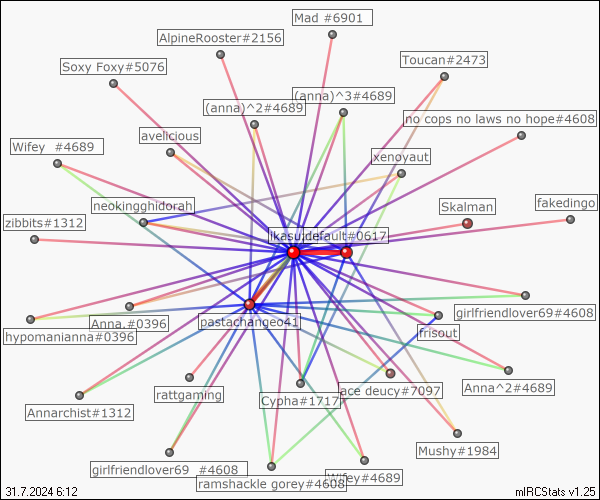 Mad #6901
AlpineRooster#2156
Toucan#2473
Soxy Foxy#5076
(anna)^3#4689
(anna)^2#4689
no cops no laws no hope#4608
avelicious
Wifey  #4689
xenoyaut
neokingghidorah
Skalman
fakedingo
zibbits#1312
ikasu.default#0617
girlfriendlover69#4608
Anna.#0396
pastachangeo41
hypomanianna#0396
frisout
Anna^2#4689
ace deucy#7097
rattgaming
Cypha#1717
Annarchist#1312
Mushy#1984
girlfriendlover69  #4608
Wifey#4689
ramshackle gorey#4608
31.7.2024 6:12
mIRCStats v1.25